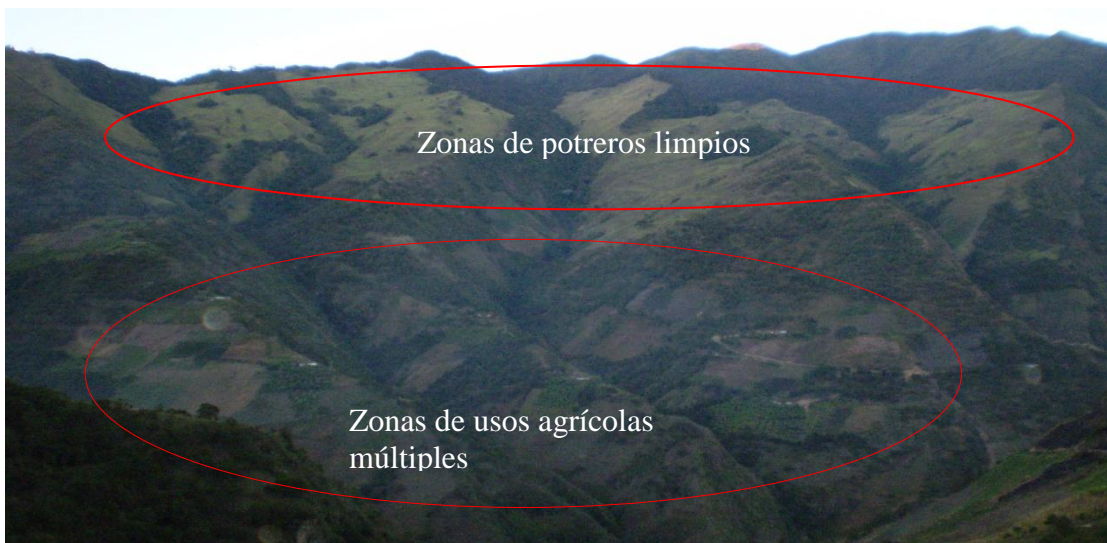 Zonas de potreros limpios
Zonas de usos agrícolas
múltiples